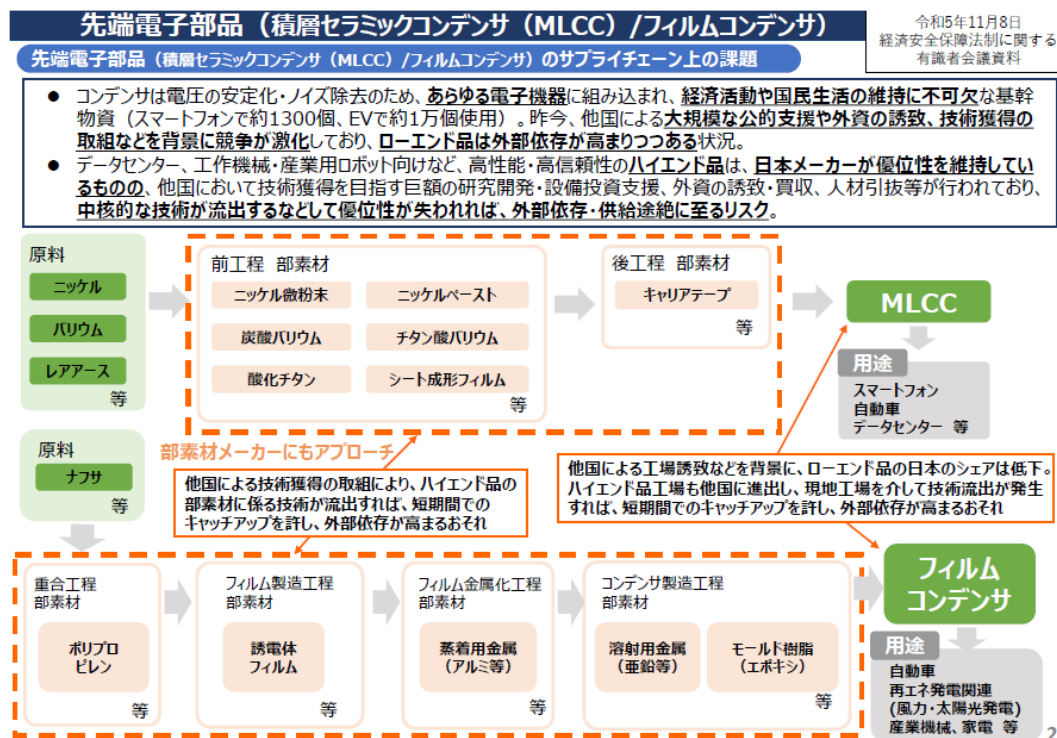 先端電子部品（積層セラミックコンデンサ（MLCC）/フィルムコンデンサ）
令和5年11月8日
経済安全保障法制に関する
有識者会議資料
先端電子部品（積層セラミックコンデンサ（MLCC）/フィルムコンデンサ）のサプライチェーン上の課題
● コンデンサは電圧の安定化・ノイズ除去のため、あらゆる電子機器に組み込まれ、経済活動や国民生活の維持に不可欠な基幹
物資（スマートフォンで約1300個、EVで約1万個使用）。昨今、他国による大規模な公的支援や外資の誘致、技術獲得の
取組などを背景に競争が激化しており、ローエンド品は外部依存が高まりつつある状況。
● データセンター、工作機械・産業用ロボット向けなど、高性能・高信頼性のハイエンド品は、日本メーカーが優位性を維持してい
るものの、他国において技術獲得を目指す巨額の研究開発・設備投資支援、外資の誘致・買収、人材引抜等が行われており、
中核的な技術が流出するなどして優位性が失われれば、外部依存・供給途絶に至るリスク。
原料
ニッケル
バリウム
レアアース
等
前工程 部素材
ニッケル微粉末
ニッケルペースト
炭酸バリウム
チタン酸バリウム
酸化チタン
シート成形フィルム
等
後工程 部素材
キャリアテープ
等
MLCC
用途
スマートフォン
自動車
データセンター 等
部素材メーカーにもアプローチ
原料
ナフサ
等
他国による技術獲得の取組により、ハイエンド品の
部素材に係る技術が流出すれば、短期間での
キャッチアップを許し、外部依存が高まるおそれ
他国による工場誘致などを背景に、ローエンド品の日本のシェアは低下。
ハイエンド品工場も他国に進出し、現地工場を介して技術流出が発生
すれば、短期間でのキャッチアップを許し、外部依存が高まるおそれ
重合工程
部素材
ポリプロ
ピレン
等
フィルム製造工程
部素材
誘電体
フィルム
等
フィルム金属化工程
部素材
蒸着用金属
（アルミ等）
等
コンデンサ製造工程
部素材
溶射用金属
（亜鉛等）
モールド樹脂
（エポキシ）
等
フィルム
コンデンサ
用途
自動車
再エネ発電関連
(風力・太陽光発電)
産業機械、家電 等
2